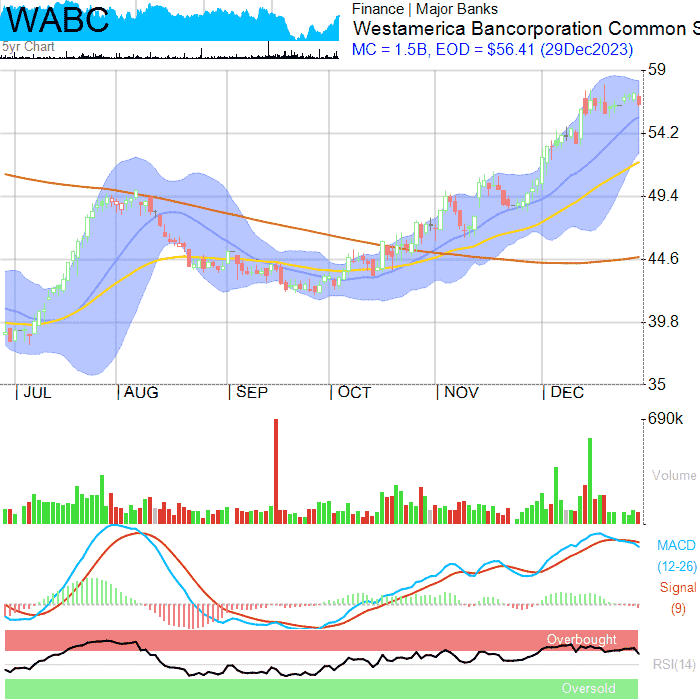 WABC
5yr Chart
Finance | Major Banks
Westamerica Bancorporation Common S
MC = 1.5B, EOD = $56.41 (29Dec2023)
59
54.2
49.4
44.6
39.8
35
JUL
AUG
SEP
OCT
NOV
DEC
690k
Volume
MACD
(12-26)
Signal
(9)
Overbought
RSI(14)
Oversold